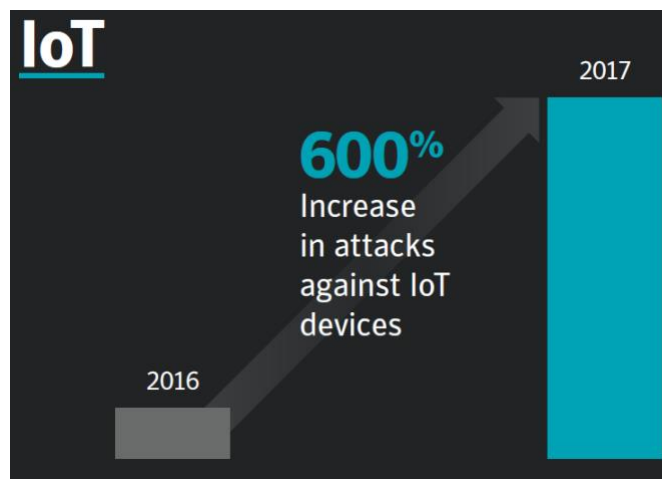 IoT
2017
600%
Increase
in attacks
against IoT
devices
2016